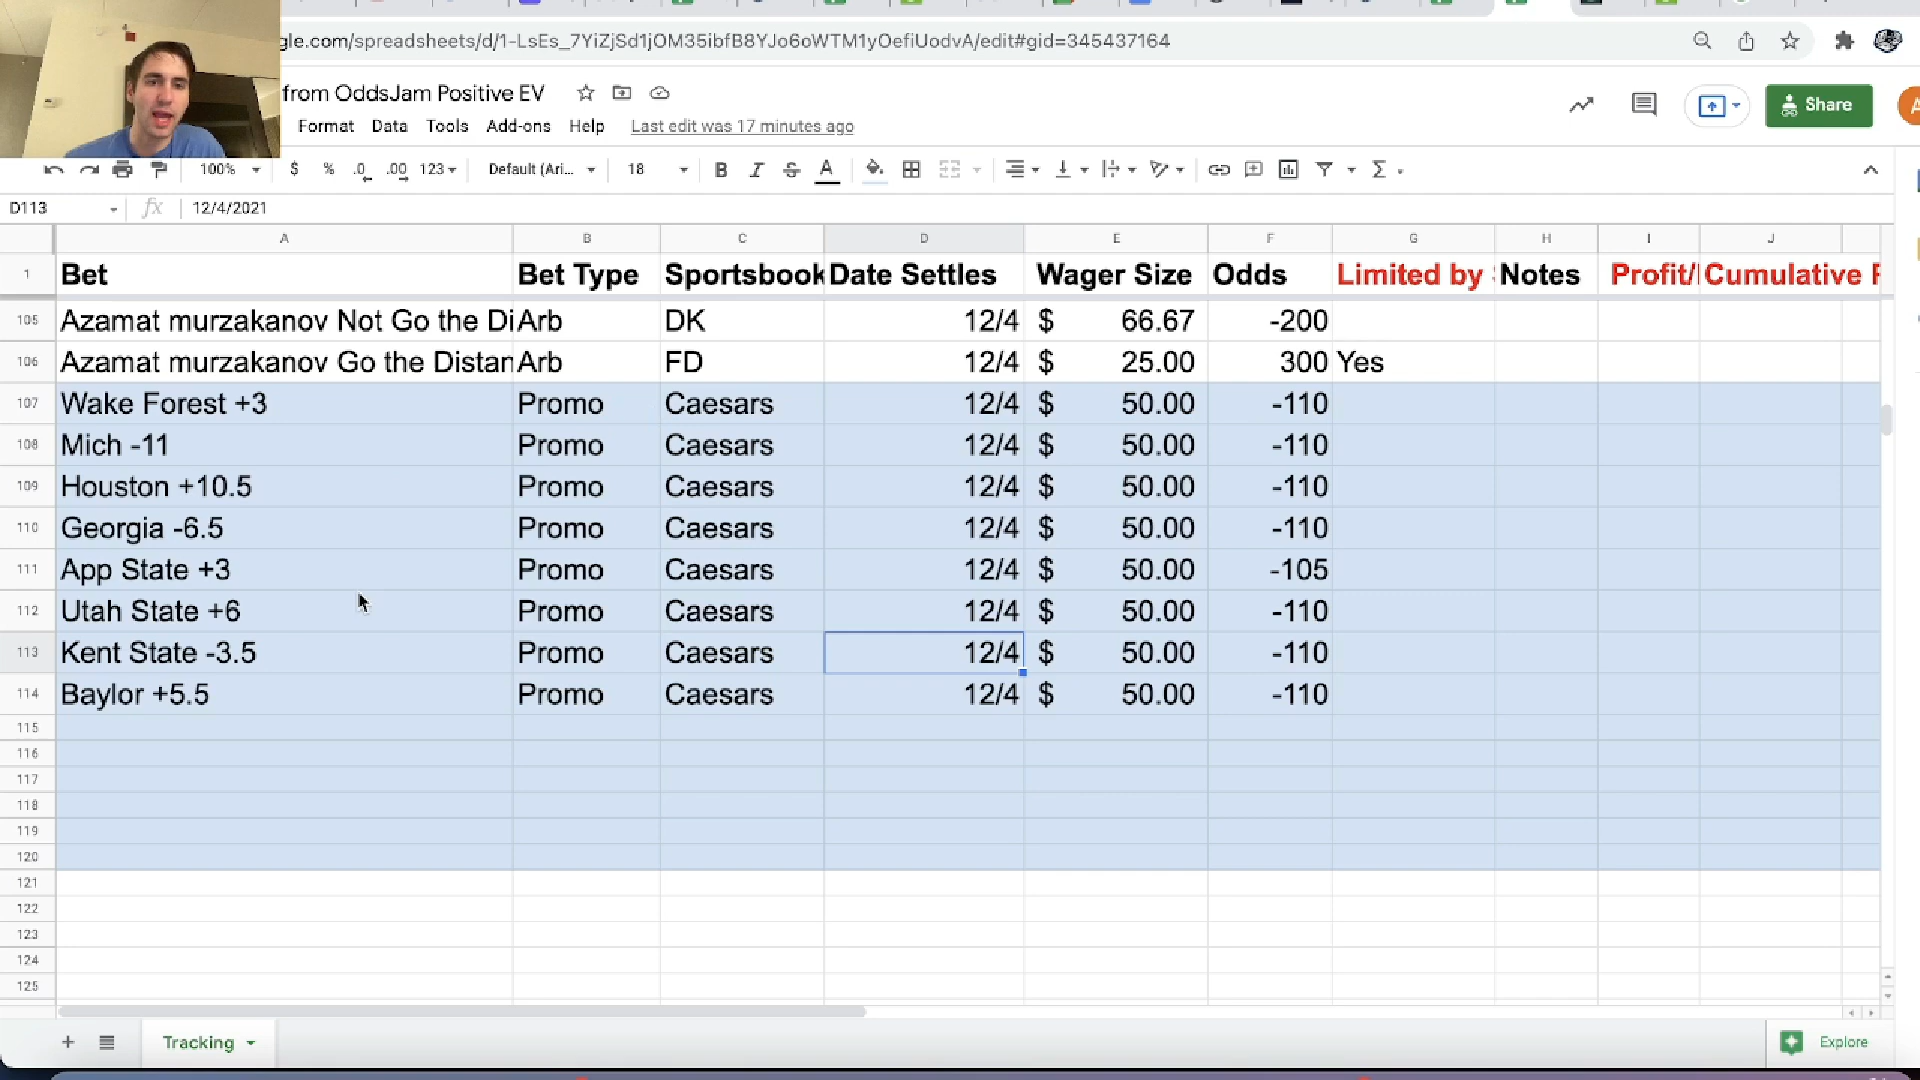 gle.com/spreadsheets/d/1-LsEs_7YiZjSd1jOM35ibfB8YJo6oWTM1yOefiUodvA/edit#gid=345437164
from OddsJam Positive EV
Share
Format Data Tools Add-ons Help Last edit was 17 minutes ago
100% $ % .0 .00 123 Default (Ari... 18 B I S A Σ
D113 fx 12/4/2021
A B C D E F G H I J
1 Bet Bet Type Sportsbook Date Settles Wager Size Odds Limited by Notes Profit/ Cumulative
105 Azamat murzakanov Not Go the Di Arb DK 12/4 $ 66.67 -200
106 Azamat murzakanov Go the Distan Arb FD 12/4 $ 25.00 300 Yes
107 Wake Forest +3 Promo Caesars 12/4 $ 50.00 -110
108 Mich -11 Promo Caesars 12/4 $ 50.00 -110
109 Houston +10.5 Promo Caesars 12/4 $ 50.00 -110
110 Georgia -6.5 Promo Caesars 12/4 $ 50.00 -110
111 App State +3 Promo Caesars 12/4 $ 50.00 -105
112 Utah State +6 Promo Caesars 12/4 $ 50.00 -110
113 Kent State -3.5 Promo Caesars 12/4 $ 50.00 -110
114 Baylor +5.5 Promo Caesars 12/4 $ 50.00 -110
115
116
117
118
119
120
121
122
123
124
125
Tracking Explore